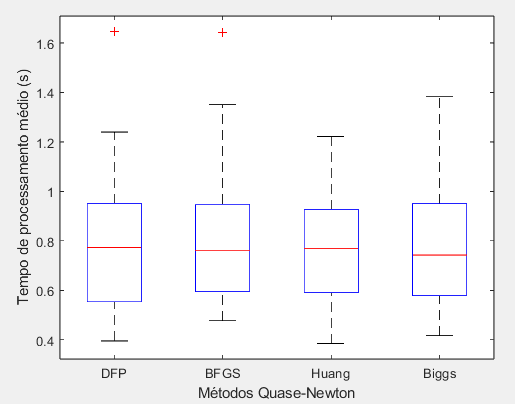 Tempo de processamento médio (s)
1.6
1.4
1.2
1
0.8
0.6
0.4
DFP BFGS Huang Biggs
Métodos Quase-Newton